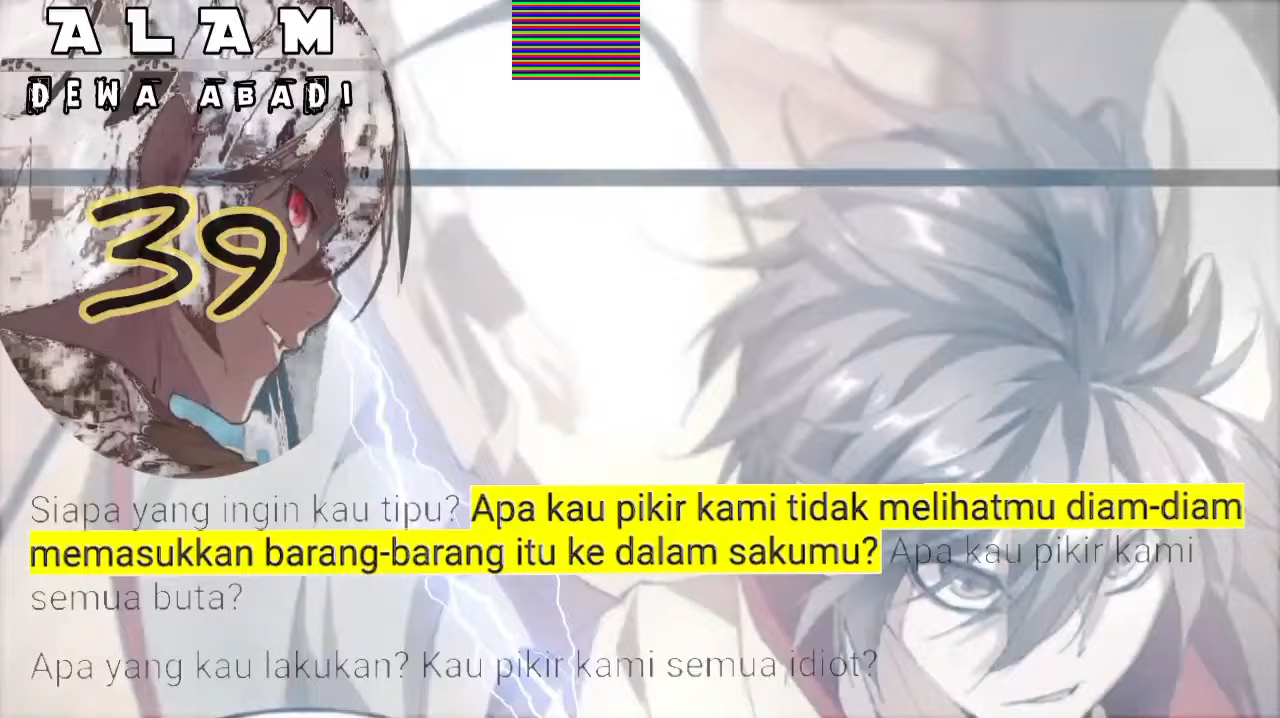 ALAM
DEWA ABADI
39
Siapa yang ingin kau tipu? Apa kau pikir kami tidak melihatmu diam-diam
memasukkan barang-barang itu ke dalam sakumu? Apa kau pikir kami
semua buta?
Apa yang kau lakukan? Kau pikir kami semua idiot?